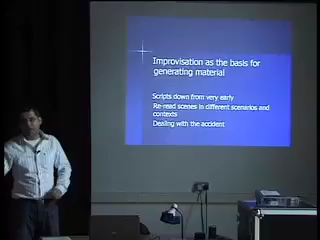 Improvisation as the basis for
generating material
Scripts down from very early
Re-read scenes in different scenarios and
contexts
Dealing with the accident